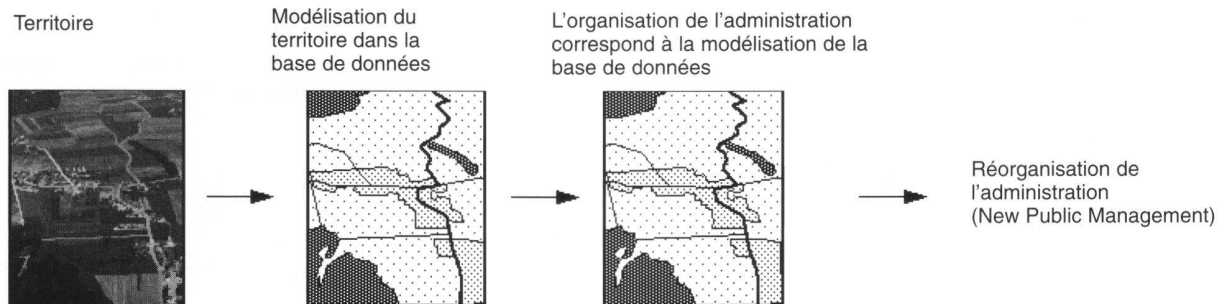 Territoire
Modélisation du
territoire dans la
base de données
L'organisation de l'administration
correspond à la modélisation de la
base de données
Réorganisation de
l'administration
(New Public Management)